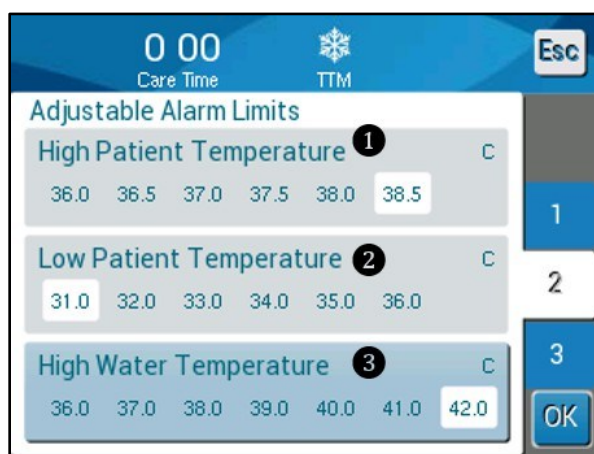 0 00
Care Time
TTM
Esc
Adjustable Alarm Limits
High Patient Temperature 1 C
36.0 36.5 37.0 37.5 38.0 38.5
1
Low Patient Temperature 2 C
31.0 32.0 33.0 34.0 35.0 36.0
2
High Water Temperature 3 C
36.0 37.0 38.0 39.0 40.0 41.0 42.0
3
OK